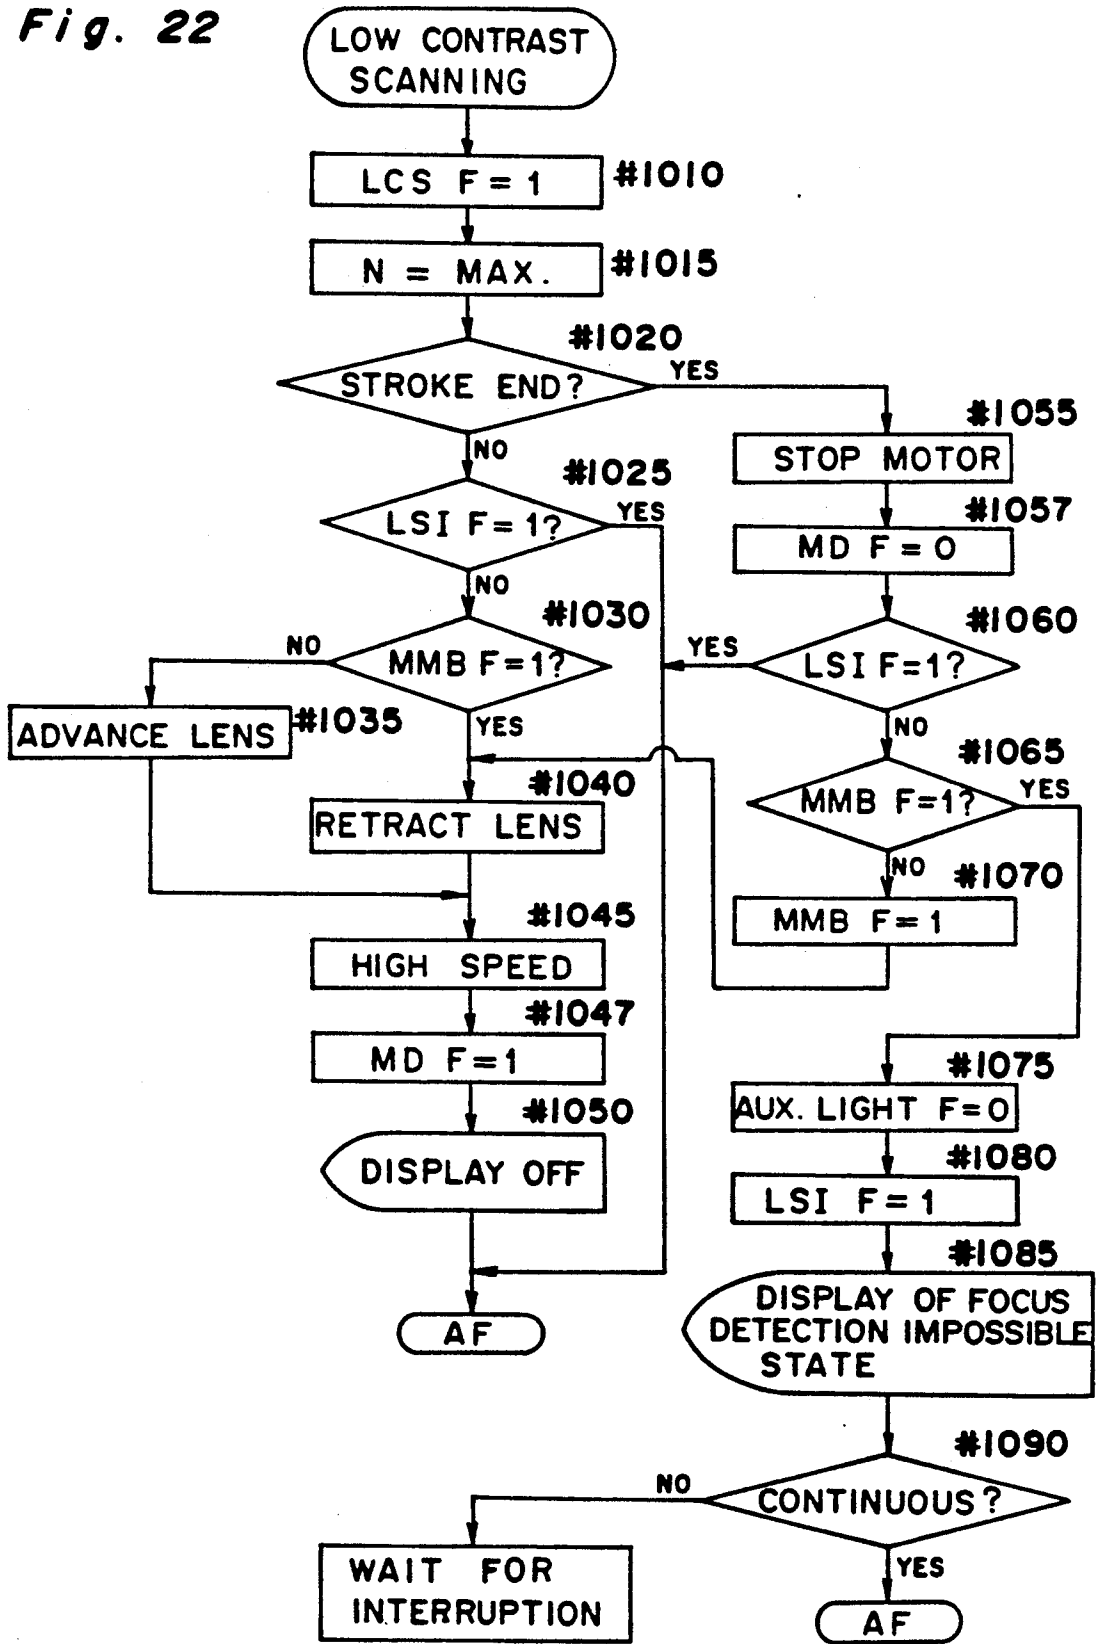 Fig. 22
LOW CONTRAST
SCANNING
LCS F = 1
#1010
N = MAX.
#1015
#1020
STROKE END?
YES
NO
#1025
LSI F = 1?
YES
NO
#1030
MMB F=1?
NO
YES
ADVANCE LENS
#1035
#1040
RETRACT LENS
#1045
HIGH SPEED
#1047
MD F=1
#1050
DISPLAY OFF
AF
#1055
STOP MOTOR
#1057
MD F = 0
#1060
LSI F=1?
YES
NO
#1065
MMB F=1?
YES
NO
#1070
MMB F=1
#1075
AUX. LIGHT F=0
#1080
LSI F=1
#1085
DISPLAY OF FOCUS
DETECTION IMPOSSIBLE
STATE
#1090
CONTINUOUS?
NO
YES
WAIT FOR
INTERRUPTION
AF